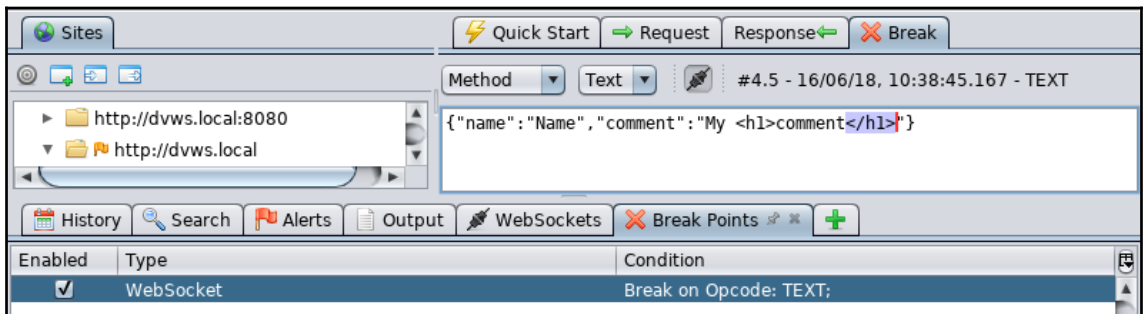 Sites
Quick Start Request Response Break
Method Text #4.5 - 16/06/18, 10:38:45.167 - TEXT
http://dvws.local:8080
http://dvws.local
{"name":"Name","comment":"My <h1>comment</h1>"}
History Search Alerts Output WebSockets Break Points
Enabled Type Condition
WebSocket Break on Opcode: TEXT;